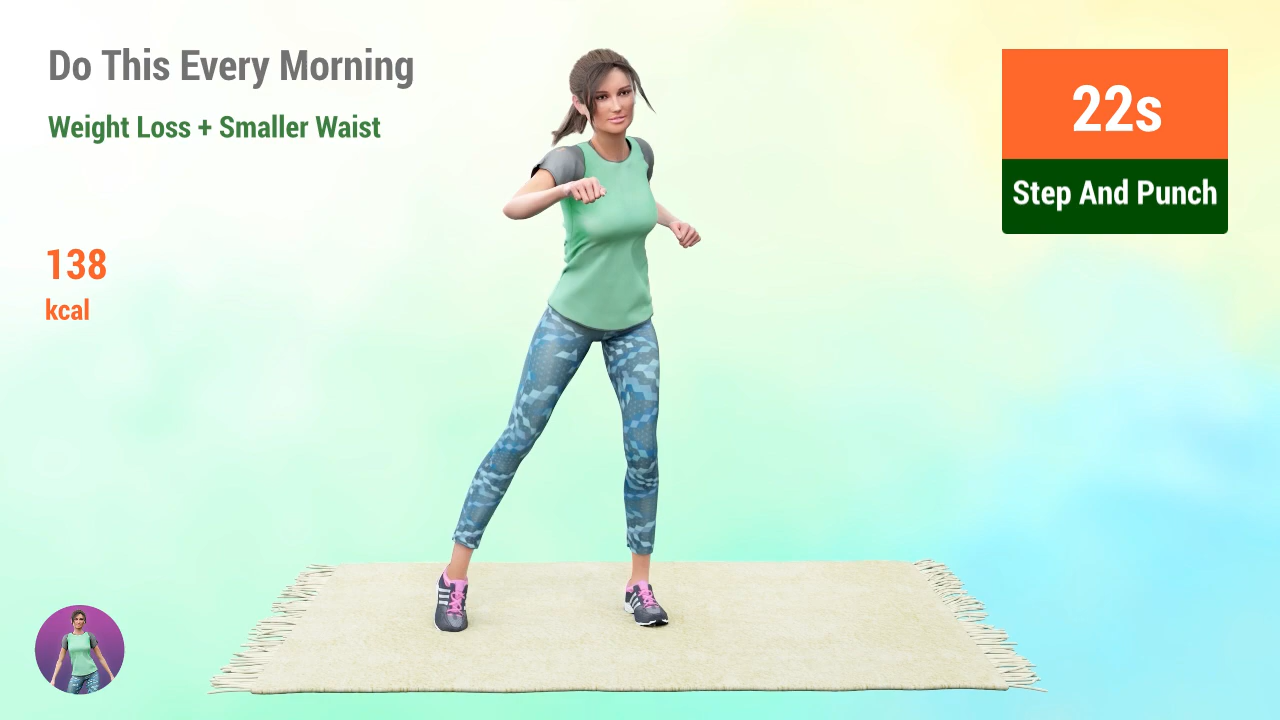 Do This Every Morning
Weight Loss + Smaller Waist
22s
Step And Punch
138
kcal